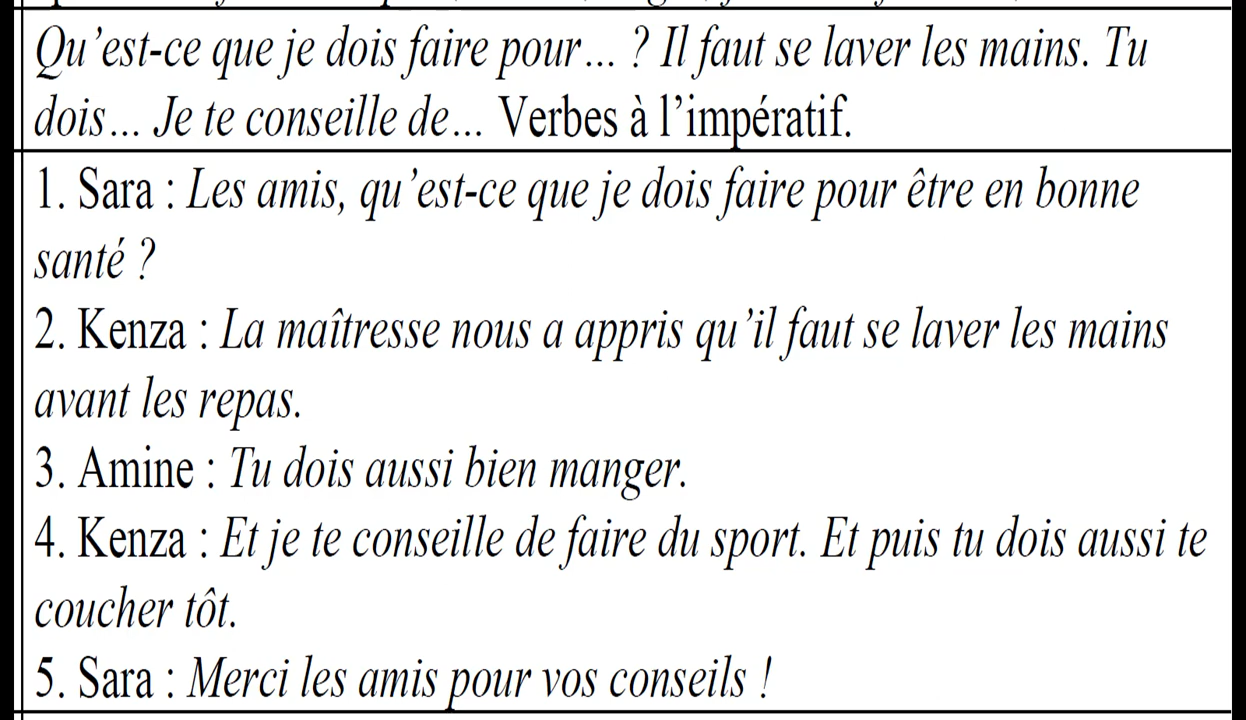 Qu’est-ce que je dois faire pour… ? Il faut se laver les mains. Tu
dois… Je te conseille de… Verbes à l’impératif.
1. Sara : Les amis, qu’est-ce que je dois faire pour être en bonne
santé ?
2. Kenza : La maîtresse nous a appris qu’il faut se laver les mains
avant les repas.
3. Amine : Tu dois aussi bien manger.
4. Kenza : Et je te conseille de faire du sport. Et puis tu dois aussi te
coucher tôt.
5. Sara : Merci les amis pour vos conseils !